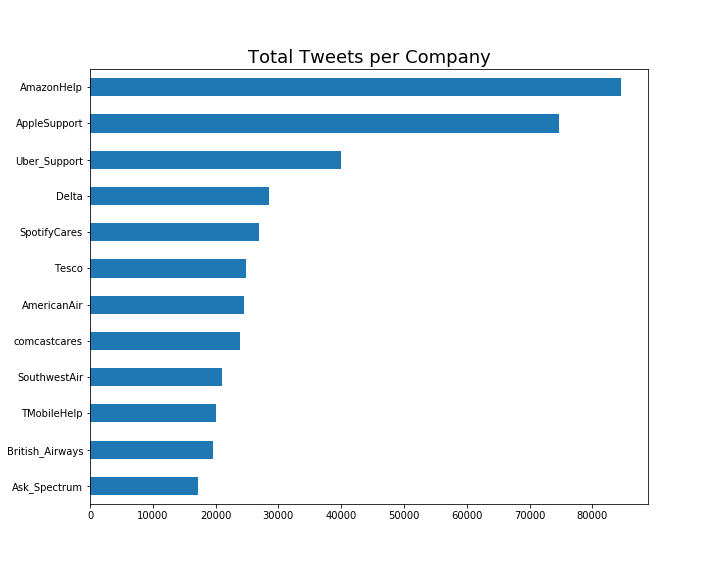 Total Tweets per Company
AmazonHelp
AppleSupport
Uber_Support
Delta
SpotifyCares
Tesco
AmericanAir
comcastcares
SouthwestAir
TMobileHelp
British_Airways
Ask_Spectrum
0 10000 20000 30000 40000 50000 60000 70000 80000